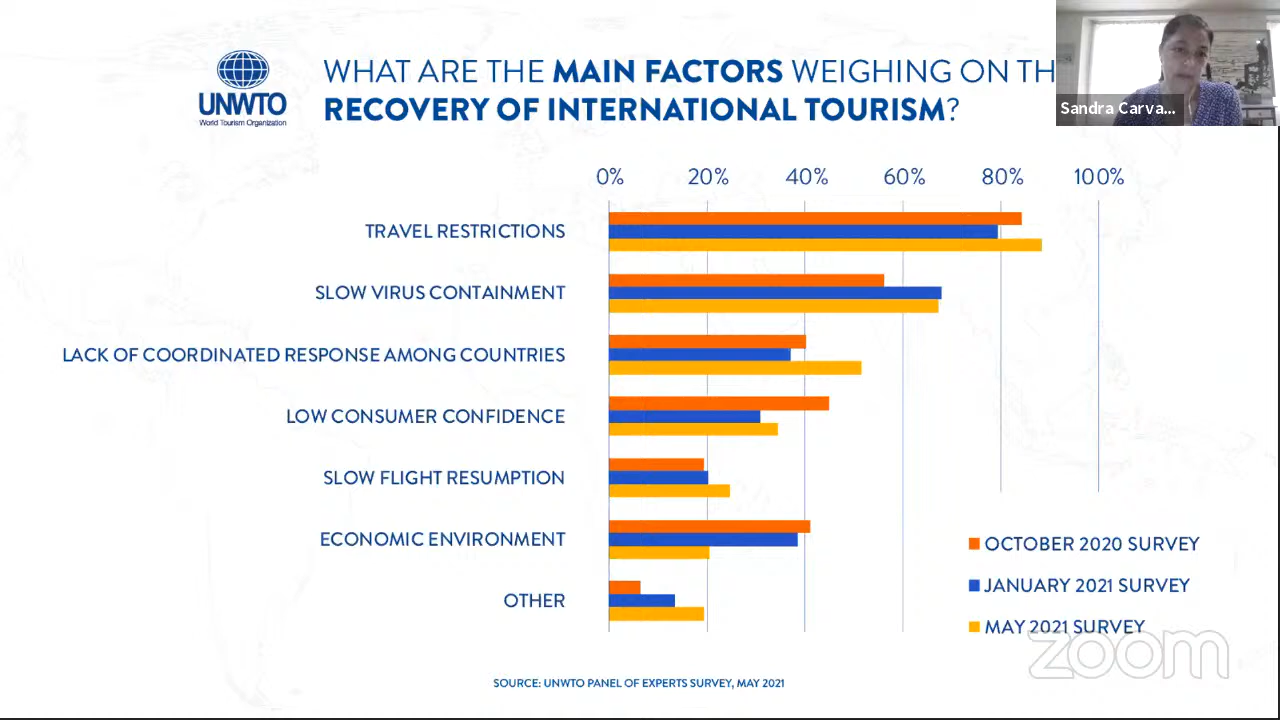 WHAT ARE THE MAIN FACTORS WEIGHING ON TH
RECOVERY OF INTERNATIONAL TOURISM?
UNWTO
World Tourism Organization
Sandra Carva...
0% 20% 40% 60% 80% 100%
TRAVEL RESTRICTIONS
SLOW VIRUS CONTAINMENT
LACK OF COORDINATED RESPONSE AMONG COUNTRIES
LOW CONSUMER CONFIDENCE
SLOW FLIGHT RESUMPTION
ECONOMIC ENVIRONMENT
OTHER
OCTOBER 2020 SURVEY
JANUARY 2021 SURVEY
MAY 2021 SURVEY
zoom
SOURCE: UNWTO PANEL OF EXPERTS SURVEY, MAY 2021